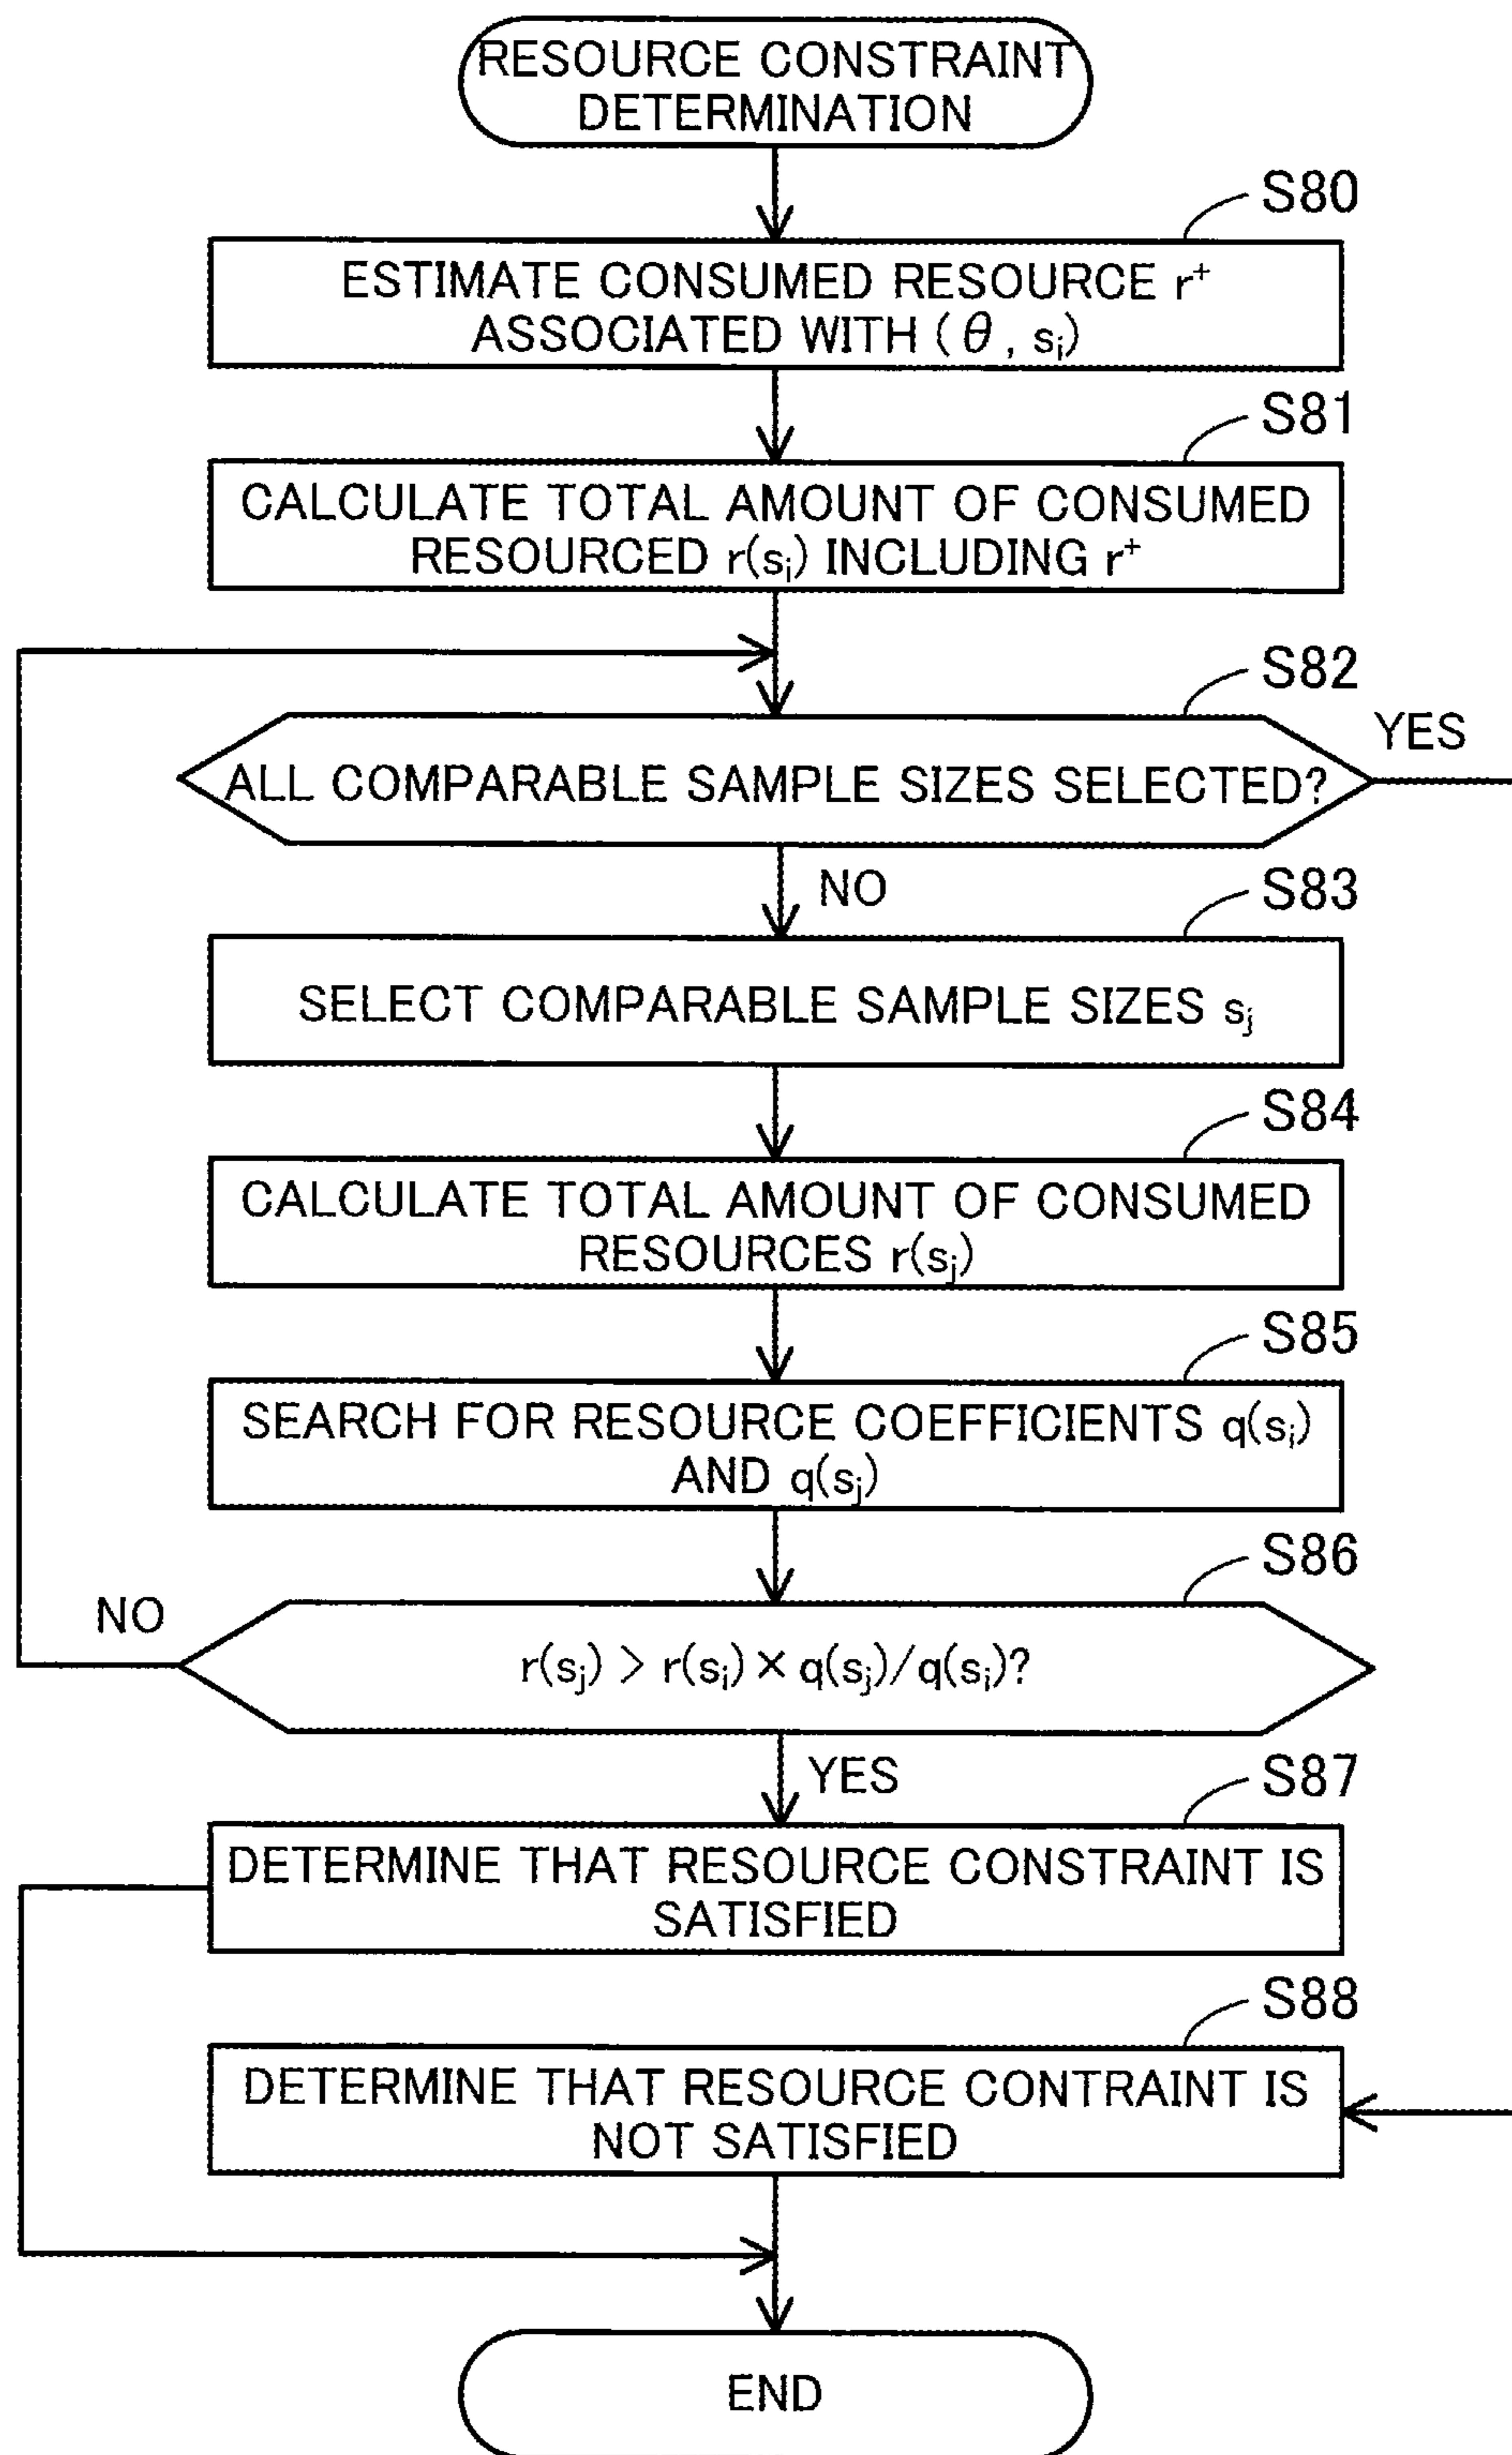 RESOURCE CONSTRAINT
DETERMINATION
S80
ESTIMATE CONSUMED RESOURCE r⁺
ASSOCIATED WITH (θ, sᵢ)
S81
CALCULATE TOTAL AMOUNT OF CONSUMED
RESOURCED r(sᵢ) INCLUDING r⁺
S82
YES
ALL COMPARABLE SAMPLE SIZES SELECTED?
NO
S83
SELECT COMPARABLE SAMPLE SIZES sⱼ
S84
CALCULATE TOTAL AMOUNT OF CONSUMED
RESOURCES r(sⱼ)
S85
SEARCH FOR RESOURCE COEFFICIENTS q(sᵢ)
AND q(sⱼ)
S86
NO
r(sⱼ) > r(sᵢ) × q(sⱼ)/q(sᵢ)?
YES
S87
DETERMINE THAT RESOURCE CONSTRAINT IS
SATISFIED
S88
DETERMINE THAT RESOURCE CONTRAINT IS
NOT SATISFIED
END